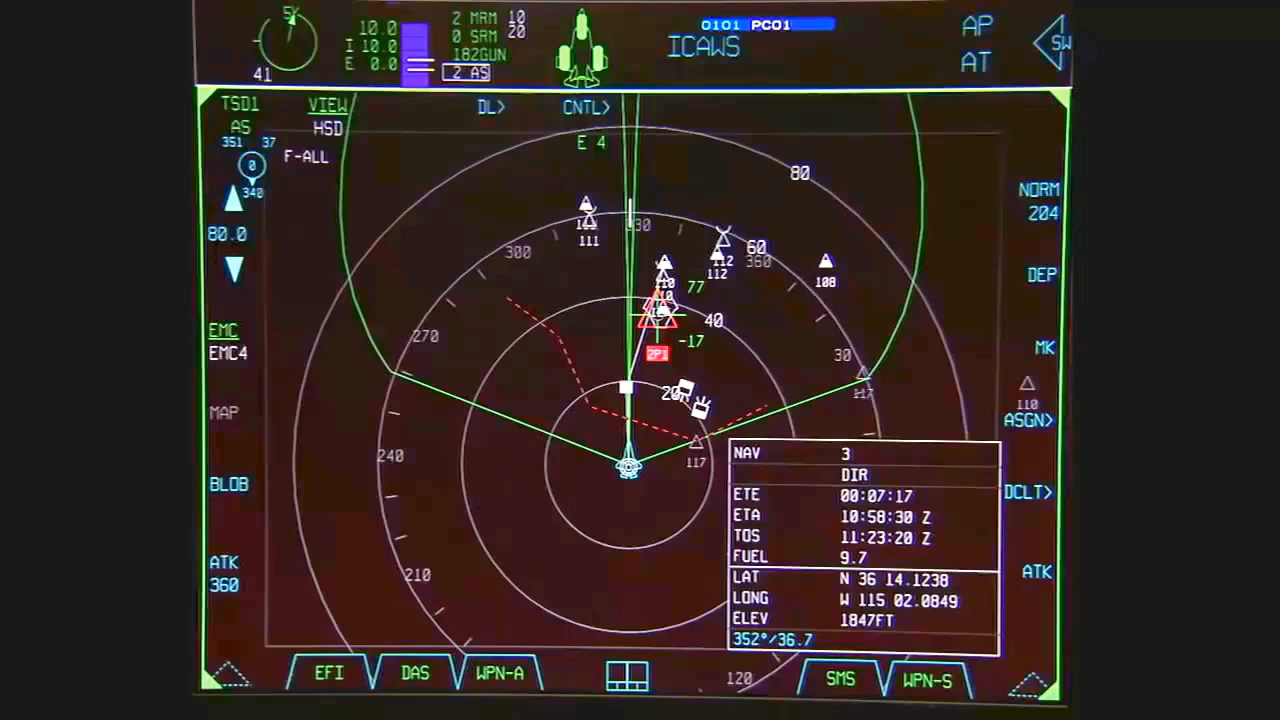 5K
41
10.0
I 10.0
E 0.0
2 MRM 10
0 SRM 20
182GUN
2 AS
0101 PC01
ICAWS
AP
AT
SW
TSD1
AS
VIEW
HSD
DL>
CNTL>
E 4
351 37
0
340
F-ALL
80.0
EMC
EMC4
MAP
BLOB
ATK
360
NORM
204
DEP
MK
110
ASGN>
DCLT>
ATK
80
60
40
20
300
330
360
30
270
240
210
120
111
112
112
110
108
77
-17
2P1
117
117
NAV 3
DIR
ETE 00:07:17
ETA 10:58:30 Z
TOS 11:23:20 Z
FUEL 9.7
LAT N 36 14.1238
LONG W 115 02.0849
ELEV 1847FT
352°/36.7
EFI
DAS
WPN-A
SMS
WPN-S